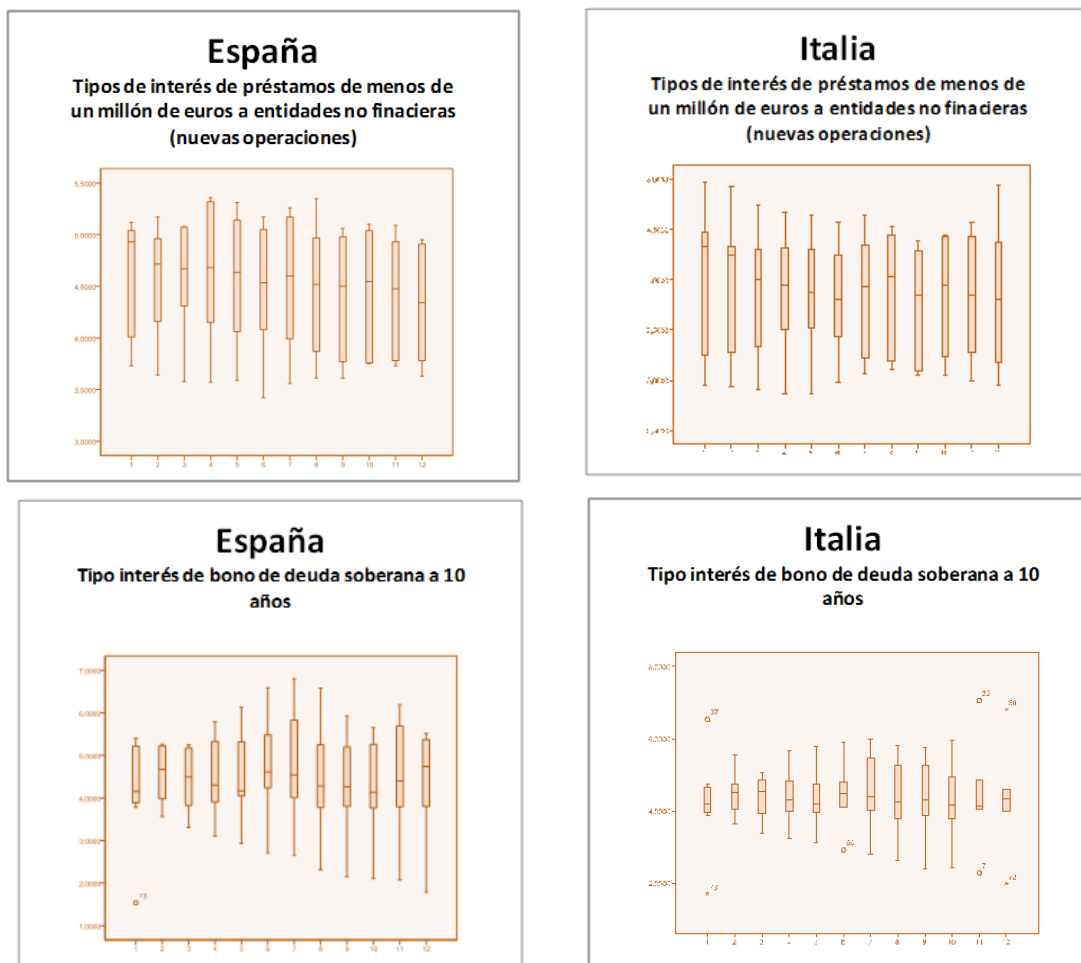 España
Tipos de interés de préstamos de menos de
un millón de euros a entidades no finacieras
(nuevas operaciones)
5,5000
5,0000
4,5000
4,0000
3,5000
3,0000
1 2 3 4 5 6 7 8 9 10 11 12
Italia
Tipos de interés de préstamos de menos de
un millón de euros a entidades no finacieras
(nuevas operaciones)
España
Tipo interés de bono de deuda soberana a 10
años
7,0000
6,0000
5,0000
4,0000
3,0000
2,0000
1,0000
73
1 2 3 4 5 6 7 8 9 10 11 12
Italia
Tipo interés de bono de deuda soberana a 10
años
7
1 2 7 8 9 10 11 12